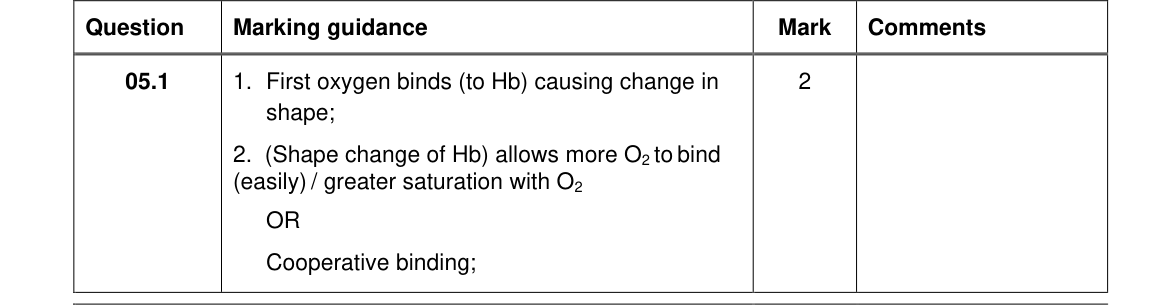 Question Marking guidance Mark Comments
05.1 1. First oxygen binds (to Hb) causing change in 2
shape;
2. (Shape change of Hb) allows more O₂ to bind
(easily) / greater saturation with O₂
OR
Cooperative binding;